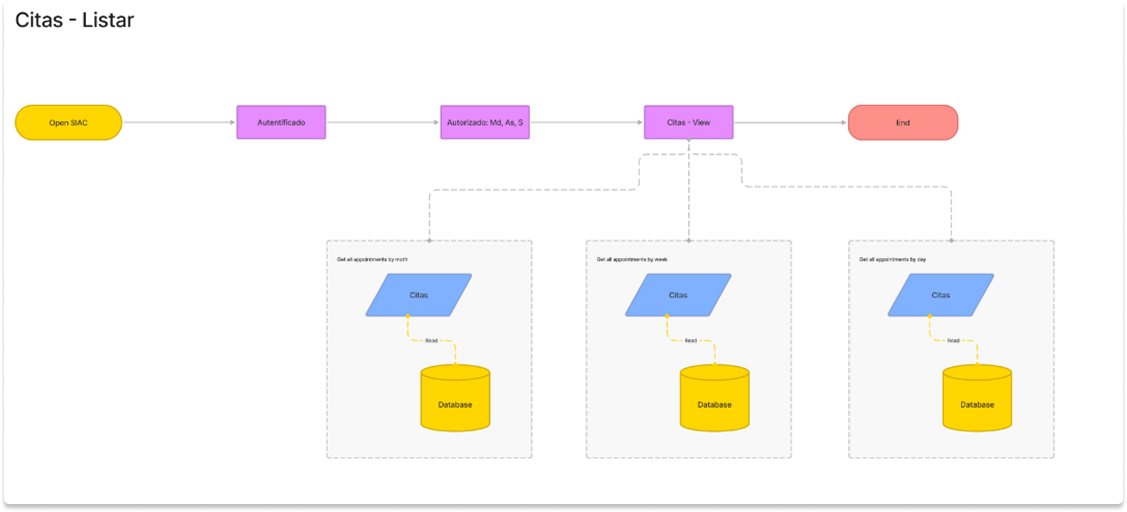 Citas - Listar
Open SIAC
Autentificado
Autorizado: Md, As, S
Citas - View
End
Get all appointments by moth
Get all appointments by week
Get all appointments by day
Citas
Citas
Citas
Read
Read
Read
Database
Database
Database